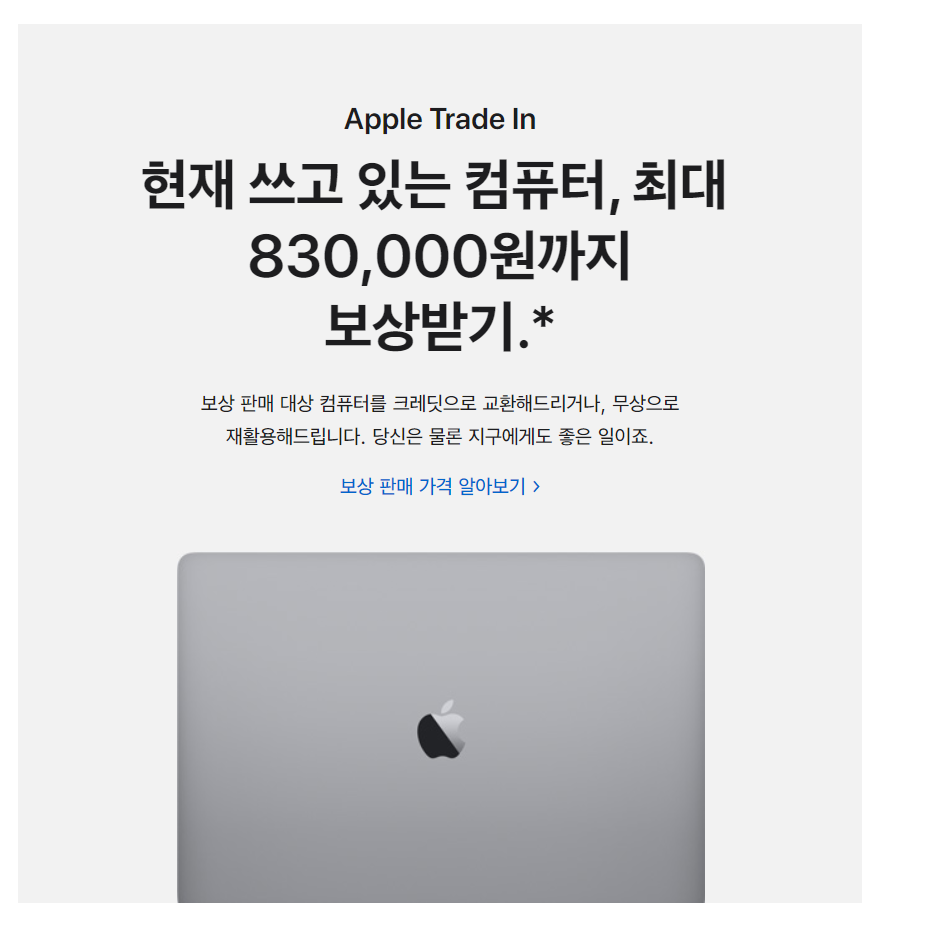 Apple Trade In
현재 쓰고 있는 컴퓨터, 최대
830,000원까지
보상받기.*
보상 판매 대상 컴퓨터를 크레딧으로 교환해드리거나, 무상으로
재활용해드립니다. 당신은 물론 지구에게도 좋은 일이죠.
보상 판매 가격 알아보기 >